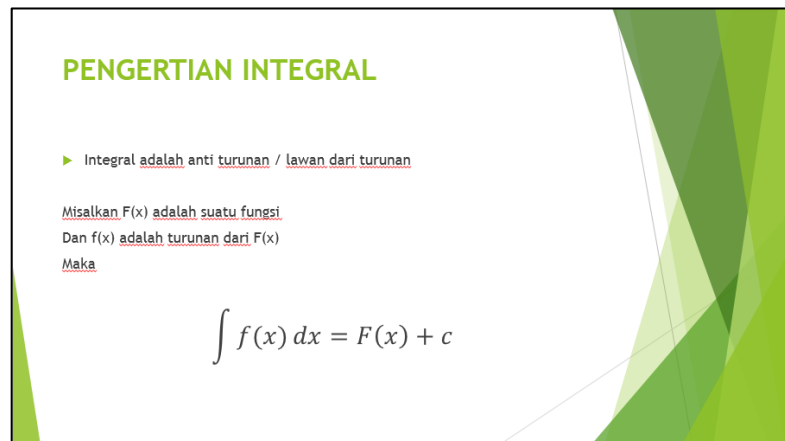 PENGERTIAN INTEGRAL
Integral adalah anti turunan / lawan dari turunan
Misalkan F(x) adalah suatu fungsi
Dan f(x) adalah turunan dari F(x)
Maka
∫ f(x) dx = F(x) + c